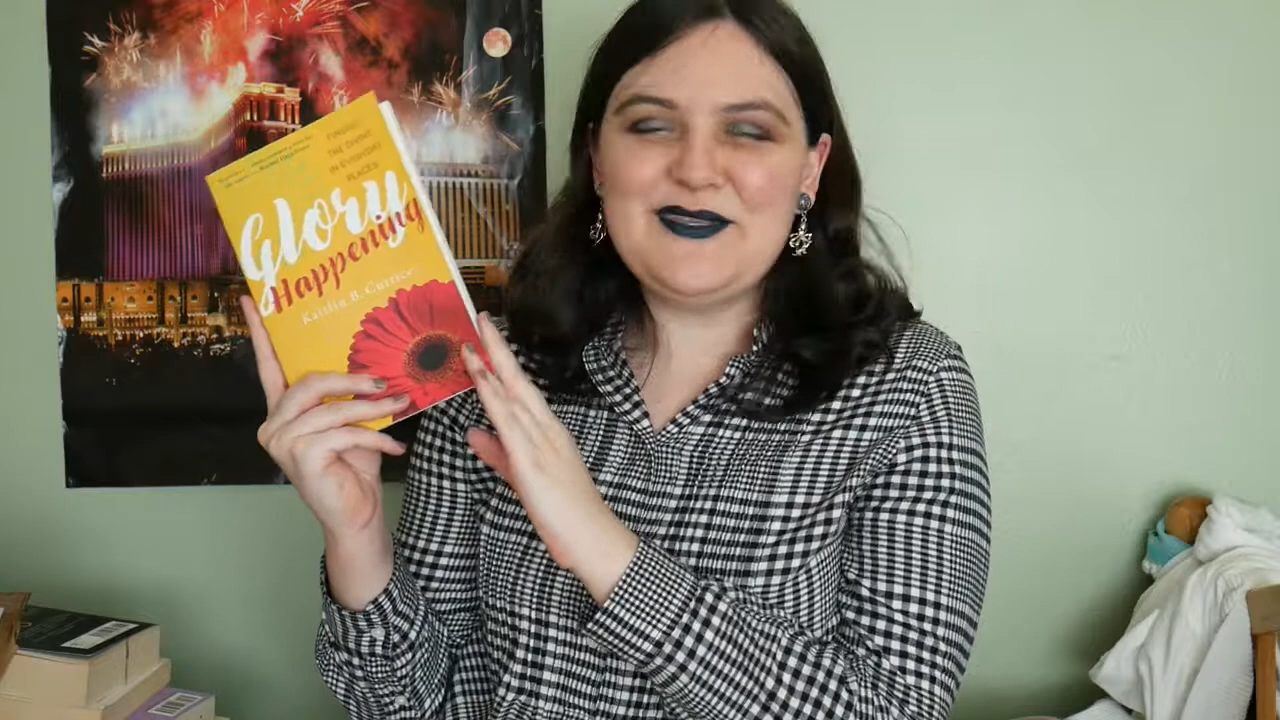 FINDING
THE DIVINE
IN EVERYDAY
PLACES
Glory
Happening
Kaitlin B. Curtice